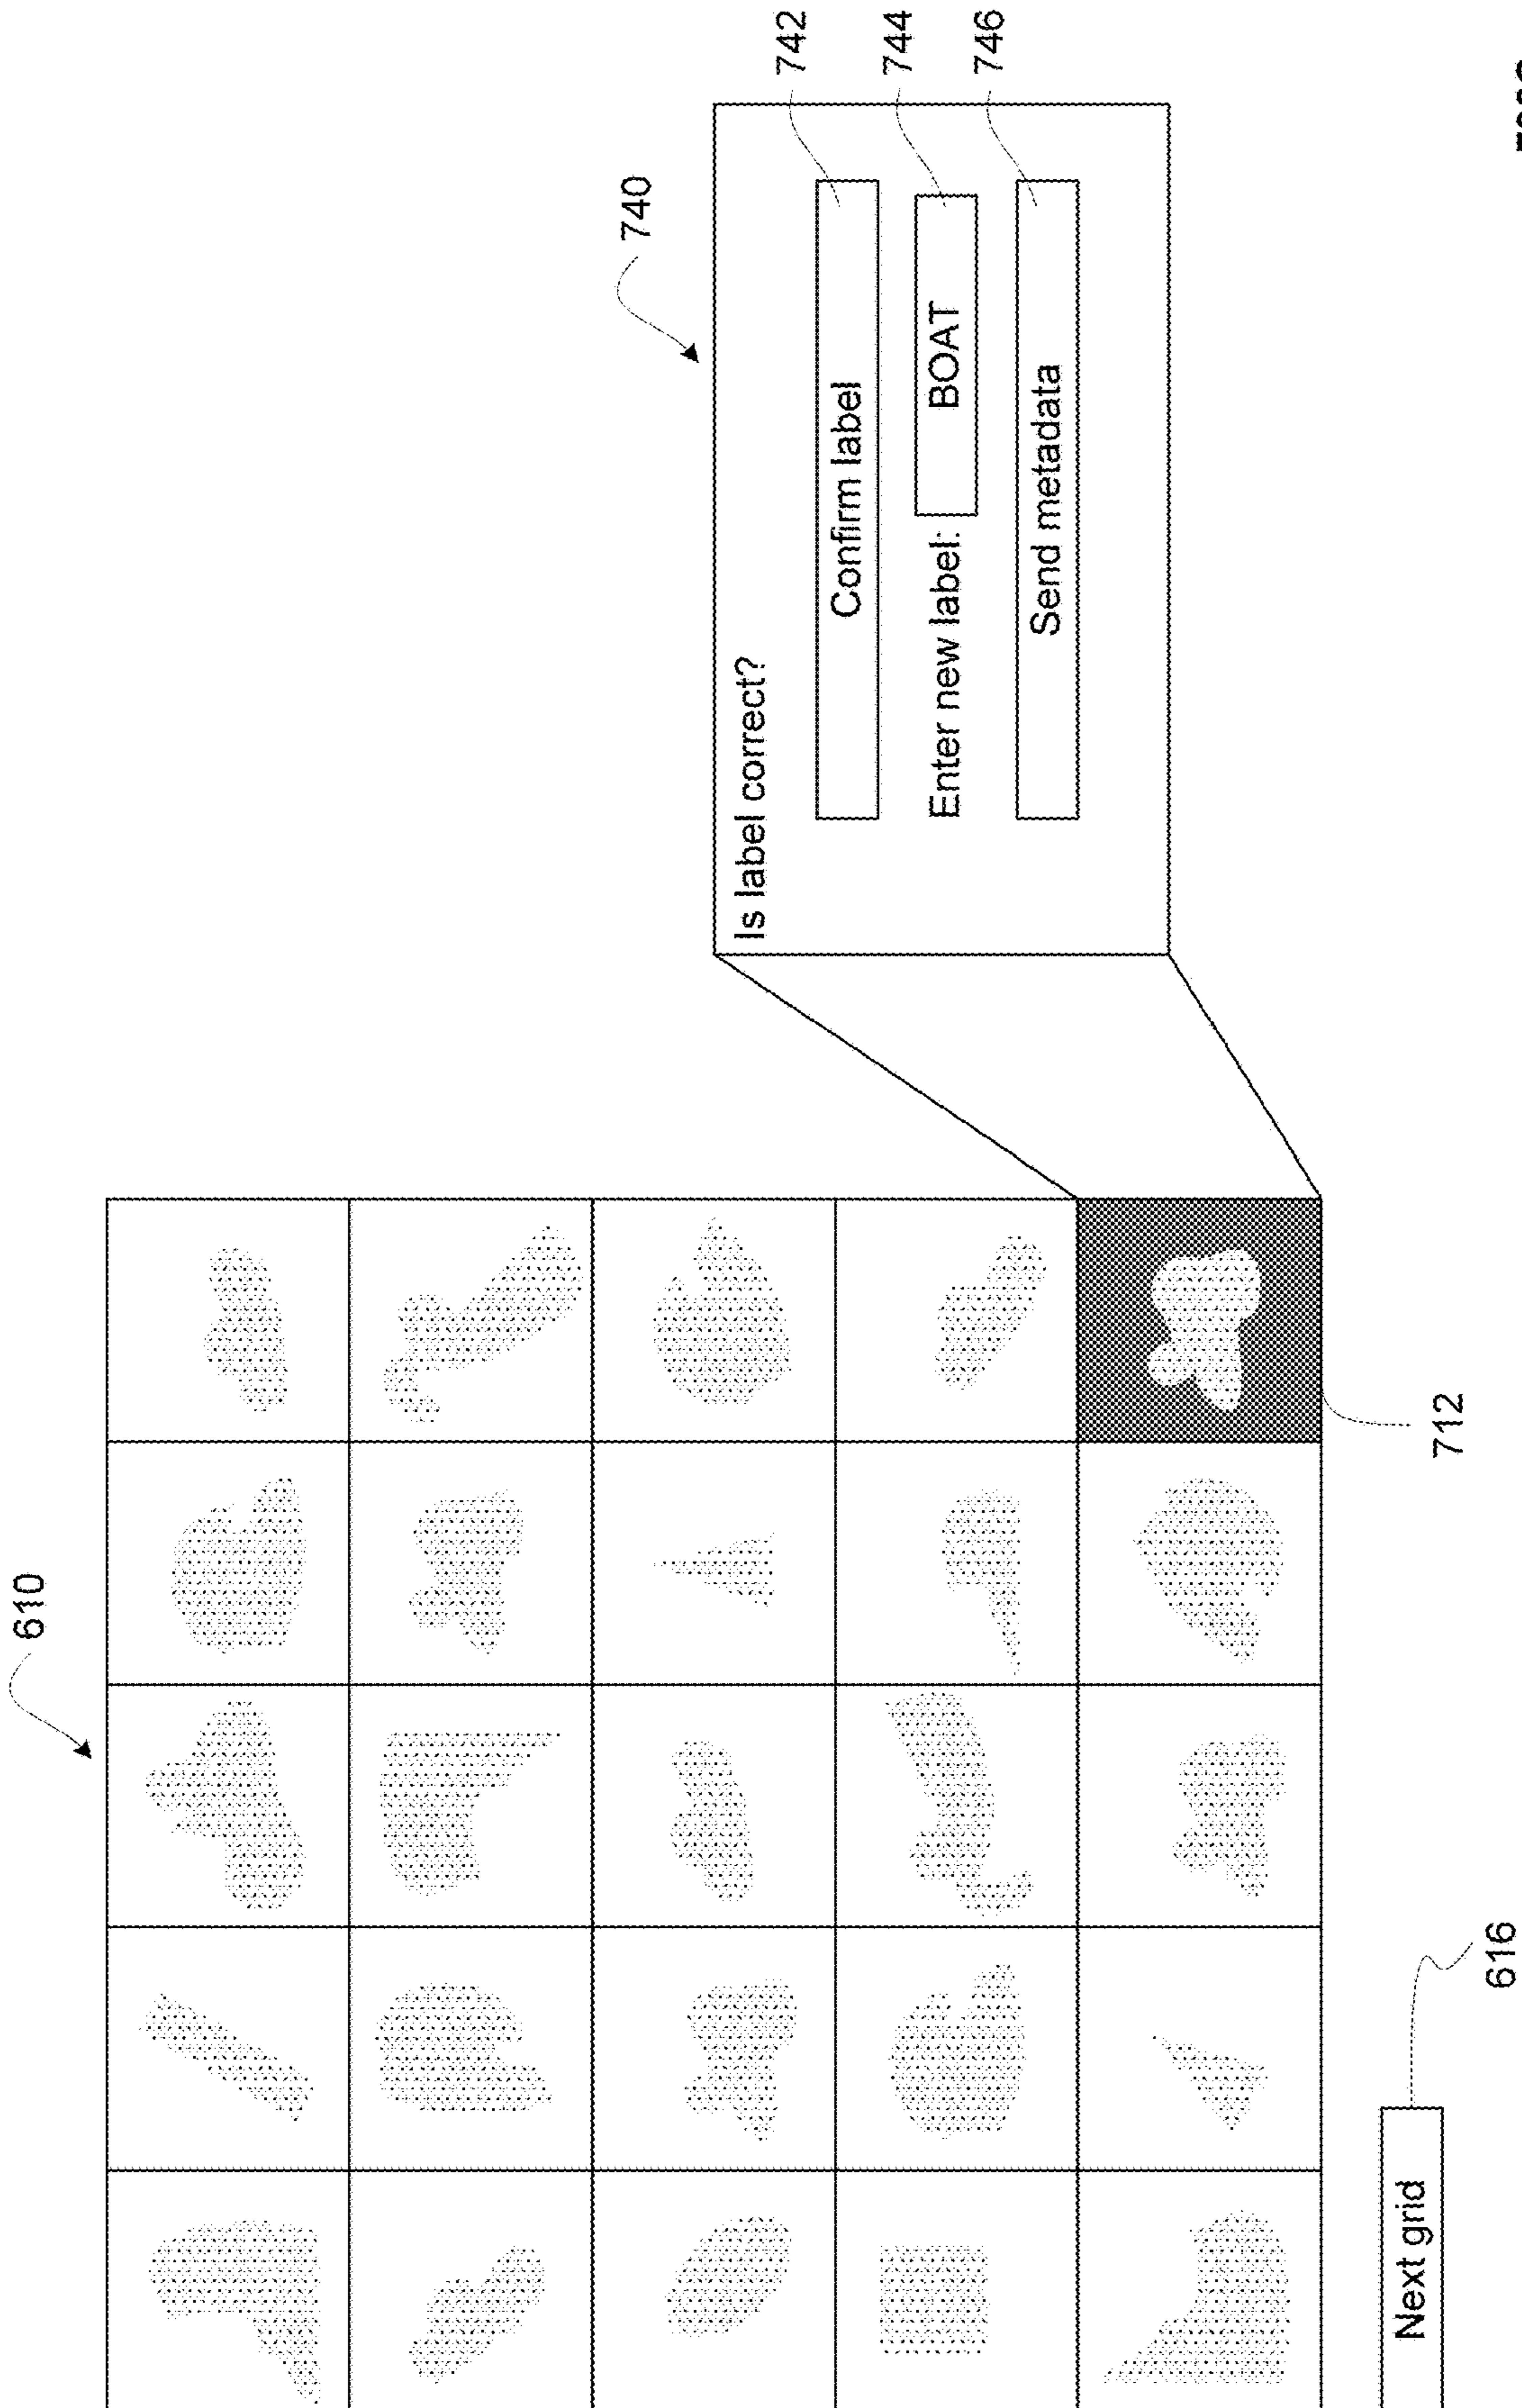 610
740
Is label correct?
Confirm label
742
Enter new label:
BOAT
744
Send metadata
746
712
Next grid
616